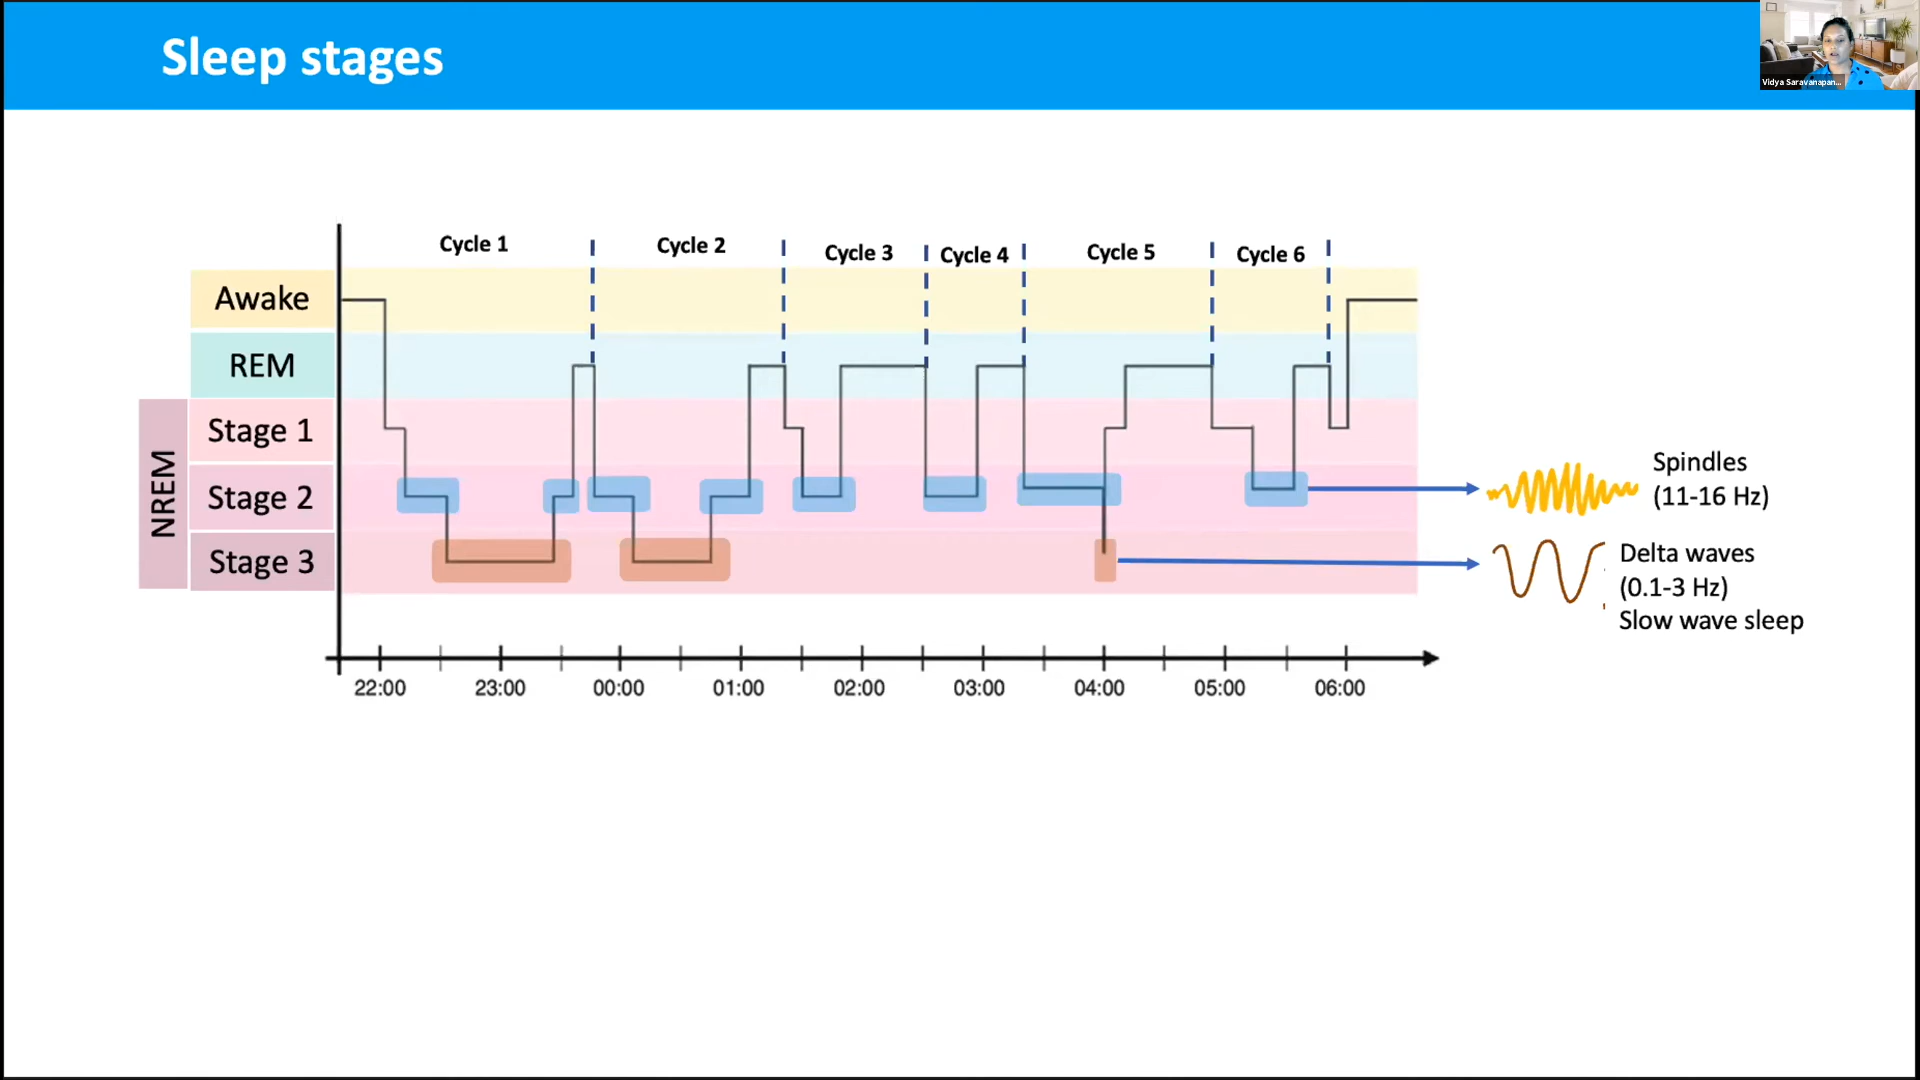 Sleep stages
Vidya Saravanapan...
Cycle 1
Cycle 2
Cycle 3
Cycle 4
Cycle 5
Cycle 6
Awake
REM
NREM
Stage 1
Stage 2
Stage 3
Spindles
(11-16 Hz)
Delta waves
(0.1-3 Hz)
Slow wave sleep
22:00
23:00
00:00
01:00
02:00
03:00
04:00
05:00
06:00